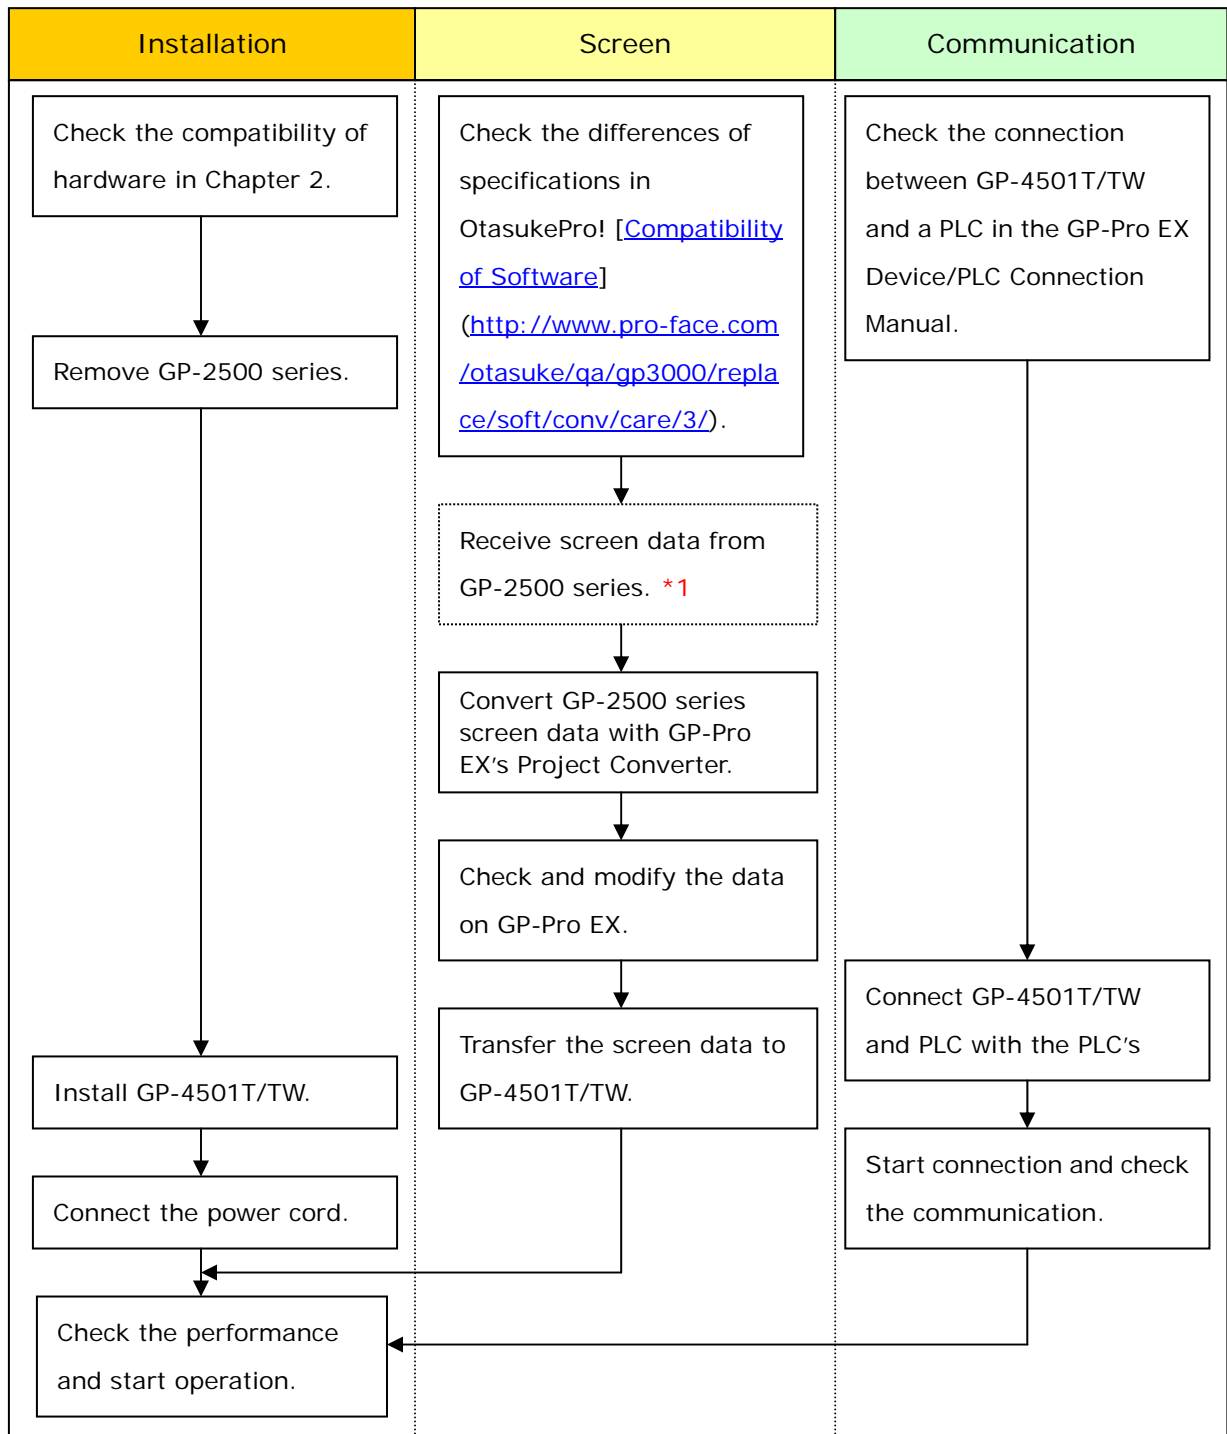 Installation
Screen
Communication
Check the compatibility of
hardware in Chapter 2.
Remove GP-2500 series.
Install GP-4501T/TW.
Connect the power cord.
Check the performance
and start operation.
Check the differences of
specifications in
OtasukePro! [Compatibility
of Software]
(http://www.pro-face.com
/otasuke/qa/gp3000/repla
ce/soft/conv/care/3/).
Receive screen data from
GP-2500 series. *1
Convert GP-2500 series
screen data with GP-Pro
EX’s Project Converter.
Check and modify the data
on GP-Pro EX.
Transfer the screen data to
GP-4501T/TW.
Check the connection
between GP-4501T/TW
and a PLC in the GP-Pro EX
Device/PLC Connection
Manual.
Connect GP-4501T/TW
and PLC with the PLC’s
Start connection and check
the communication.